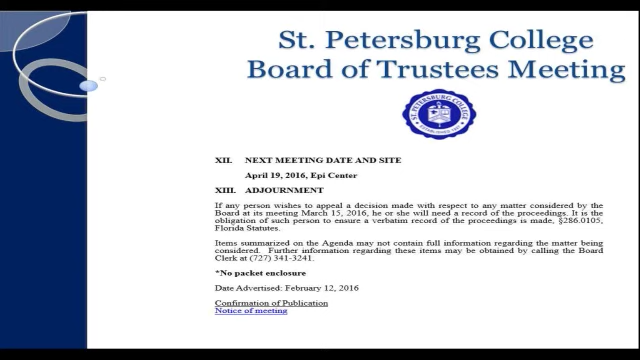 St. Petersburg College
Board of Trustees Meeting
ST. PETERSBURG COLLEGE
XII. NEXT MEETING DATE AND SITE
April 19, 2016, Epi Center
XIII. ADJOURNMENT
If any person wishes to appeal a decision made with respect to any matter considered by the
Board at its meeting March 15, 2016, he or she will need a record of the proceedings. It is the
obligation of such person to ensure a verbatim record of the proceedings is made, §286.0105,
Florida Statutes.
Items summarized on the Agenda may not contain full information regarding the matter being
considered. Further information regarding these items may be obtained by calling the Board
Clerk at (727) 341-3241.
*No packet enclosure
Date Advertised: February 12, 2016
Confirmation of Publication
Notice of meeting